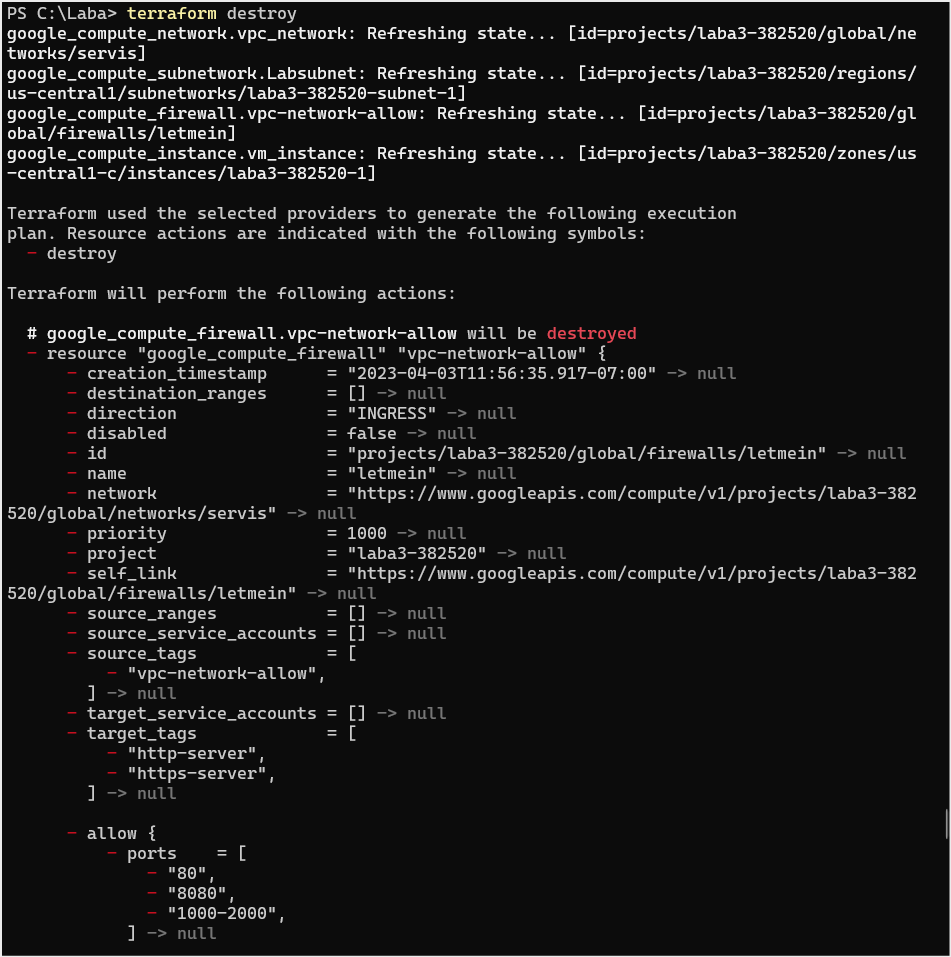 PS C:\Laba> terraform destroy
google_compute_network.vpc_network: Refreshing state... [id=projects/laba3-382520/global/ne
tworks/servis]
google_compute_subnetwork.Labsubnet: Refreshing state... [id=projects/laba3-382520/regions/
us-central1/subnetworks/laba3-382520-subnet-1]
google_compute_firewall.vpc-network-allow: Refreshing state... [id=projects/laba3-382520/gl
obal/firewalls/letmein]
google_compute_instance.vm_instance: Refreshing state... [id=projects/laba3-382520/zones/us
-central1-c/instances/laba3-382520-1]

Terraform used the selected providers to generate the following execution
plan. Resource actions are indicated with the following symbols:
  - destroy

Terraform will perform the following actions:

  # google_compute_firewall.vpc-network-allow will be destroyed
  - resource "google_compute_firewall" "vpc-network-allow" {
      - creation_timestamp      = "2023-04-03T11:56:35.917-07:00" -> null
      - destination_ranges      = [] -> null
      - direction               = "INGRESS" -> null
      - disabled                = false -> null
      - id                      = "projects/laba3-382520/global/firewalls/letmein" -> null
      - name                    = "letmein" -> null
      - network                 = "https://www.googleapis.com/compute/v1/projects/laba3-382
520/global/networks/servis" -> null
      - priority                = 1000 -> null
      - project                 = "laba3-382520" -> null
      - self_link               = "https://www.googleapis.com/compute/v1/projects/laba3-382
520/global/firewalls/letmein" -> null
      - source_ranges           = [] -> null
      - source_service_accounts = [] -> null
      - source_tags             = [
          - "vpc-network-allow",
        ] -> null
      - target_service_accounts = [] -> null
      - target_tags             = [
          - "http-server",
          - "https-server",
        ] -> null

      - allow {
          - ports    = [
              - "80",
              - "8080",
              - "1000-2000",
            ] -> null